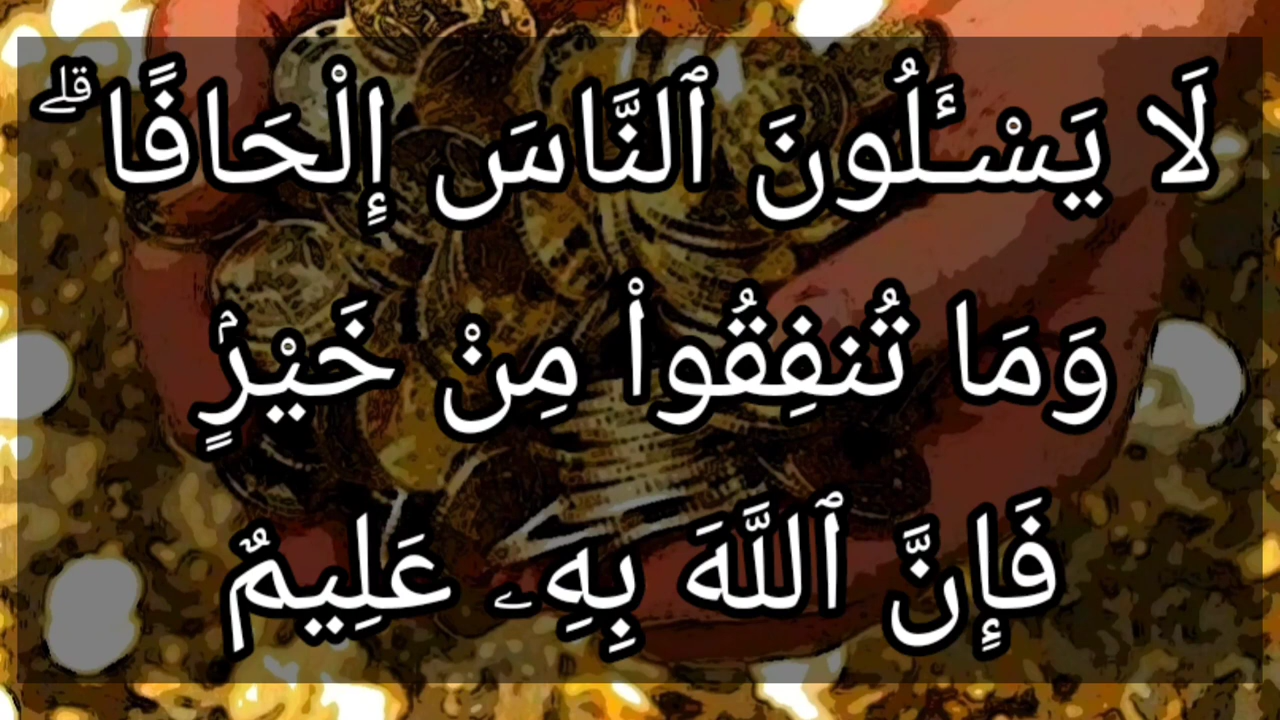 لَا يَسْـَٔلُونَ ٱلنَّاسَ إِلْحَافًا ۗ
وَمَا تُنفِقُوا۟ مِنْ خَيْرٍۢ
فَإِنَّ ٱللَّهَ بِهِۦ عَلِيمٌ